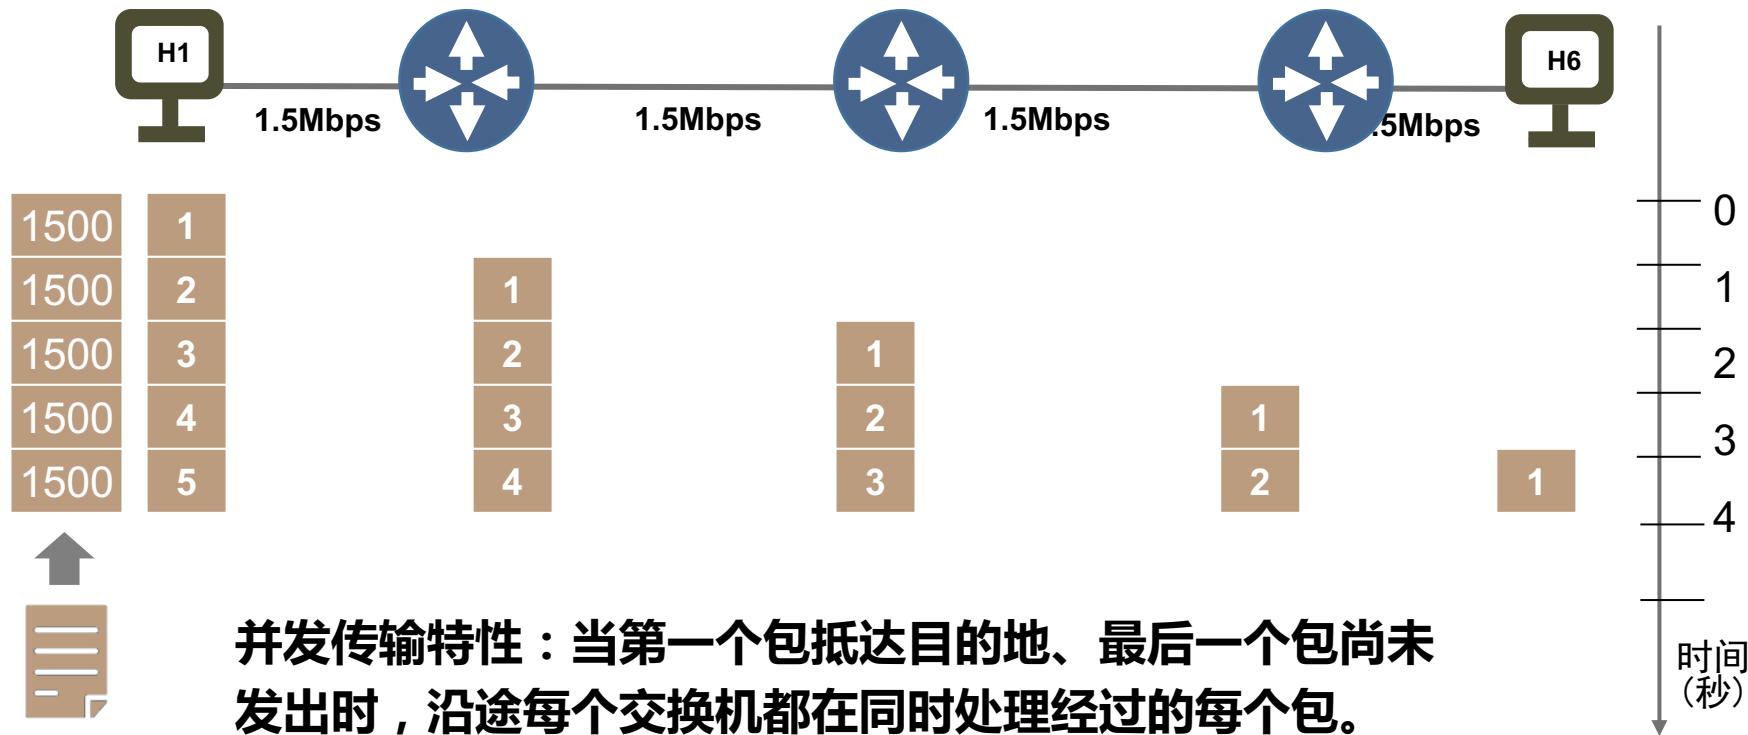 H1
H6
1.5Mbps 1.5Mbps 1.5Mbps .5Mbps
0
1500 1
1
1500 2 1
2
1500 3 2 1
3
1500 4 3 2 1
4
1500 5 4 3 2 1
并发传输特性：当第一个包抵达目的地、最后一个包尚未
发出时，沿途每个交换机都在同时处理经过的每个包。
时间
（秒）